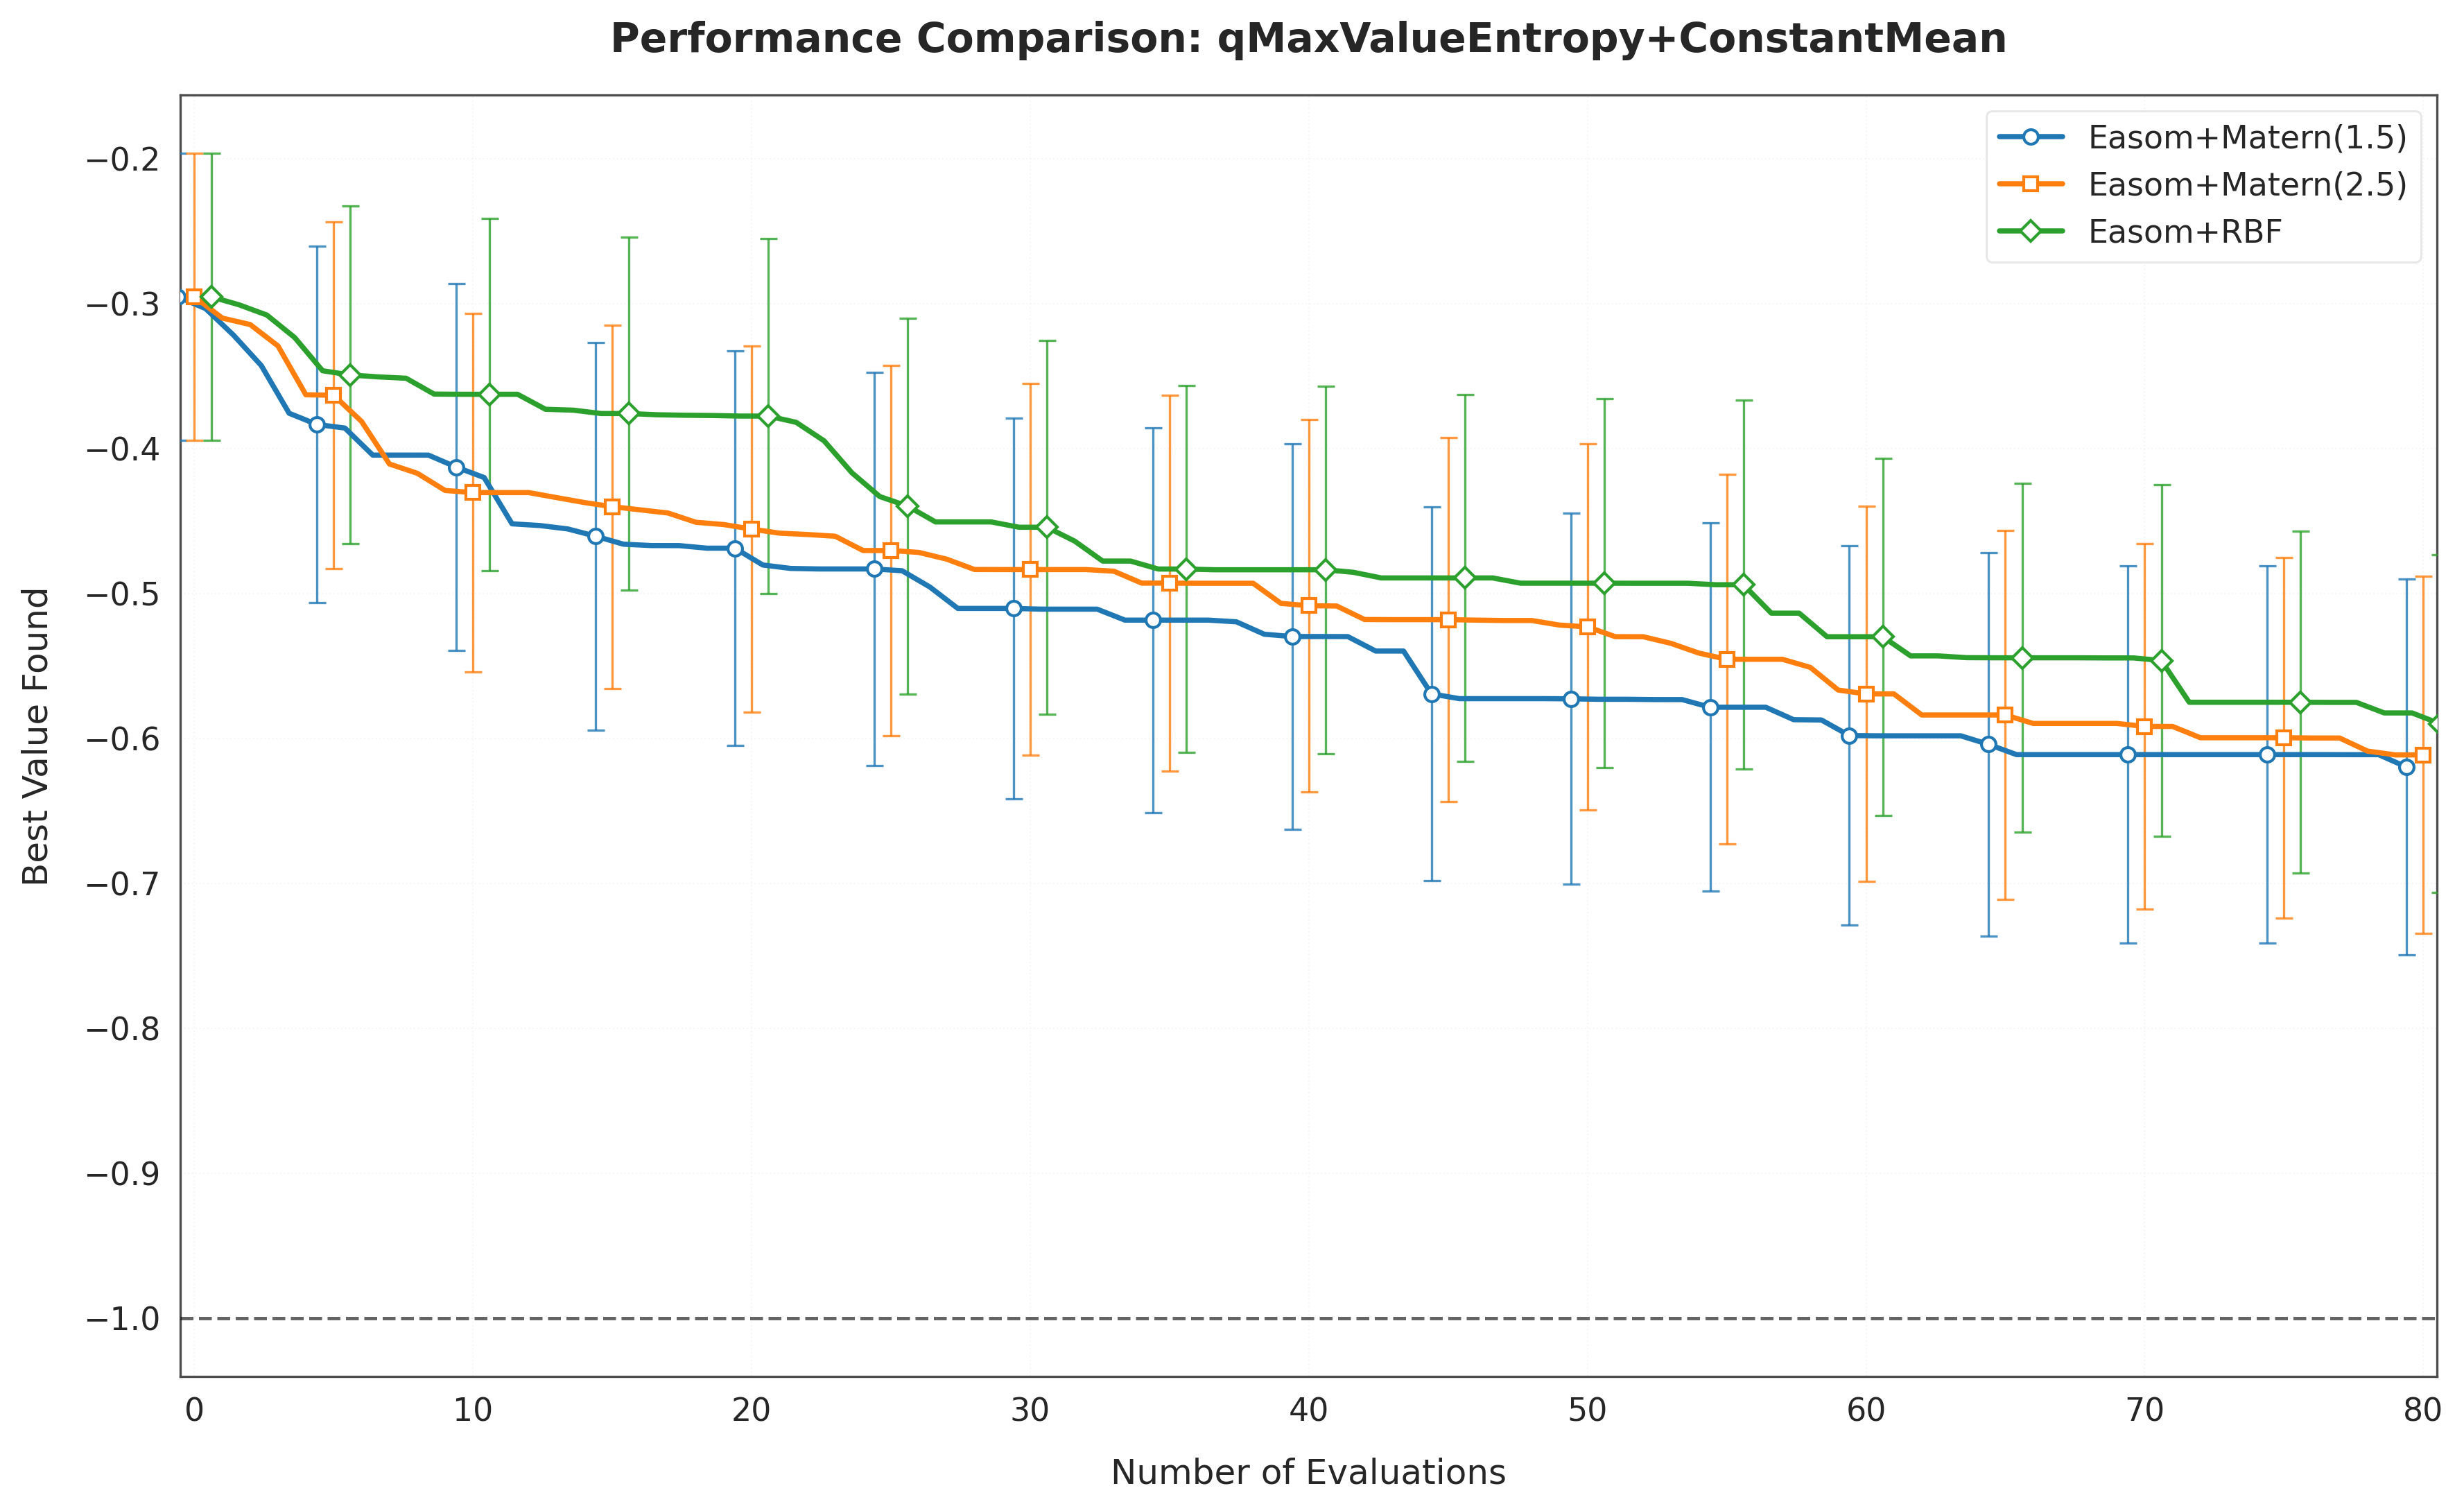 Performance Comparison: qMaxValueEntropy+ConstantMean
Easom+Matern(1.5)
Easom+Matern(2.5)
Easom+RBF
Best Value Found
−0.2
−0.3
−0.4
−0.5
−0.6
−0.7
−0.8
−0.9
−1.0
0 10 20 30 40 50 60 70 80
Number of Evaluations